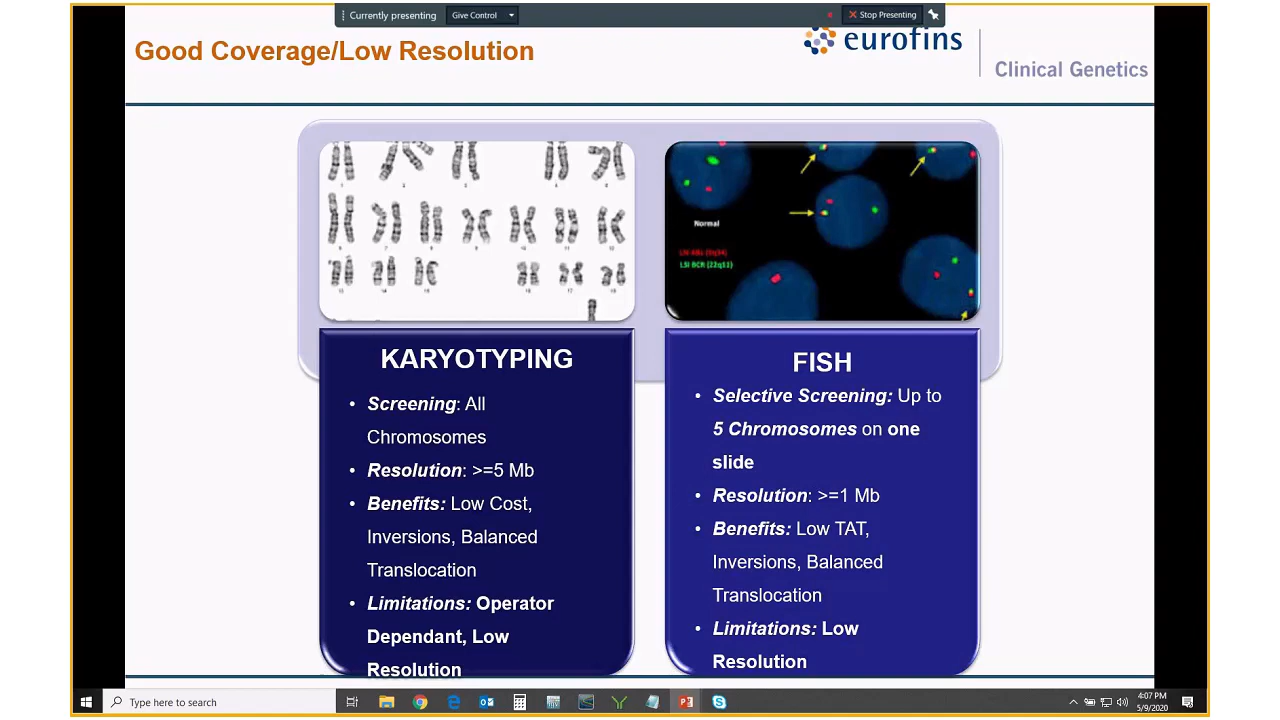 Currently presenting
Give Control
Stop Presenting
Good Coverage/Low Resolution
eurofins
Clinical Genetics
Normal
LSI-BCR (22q11)
KARYOTYPING
• Screening: All
Chromosomes
• Resolution: >=5 Mb
• Benefits: Low Cost,
Inversions, Balanced
Translocation
• Limitations: Operator
Dependant, Low
Resolution
FISH
• Selective Screening: Up to
5 Chromosomes on one
slide
• Resolution: >=1 Mb
• Benefits: Low TAT,
Inversions, Balanced
Translocation
• Limitations: Low
Resolution
Type here to search
4:07 PM
5/9/2020